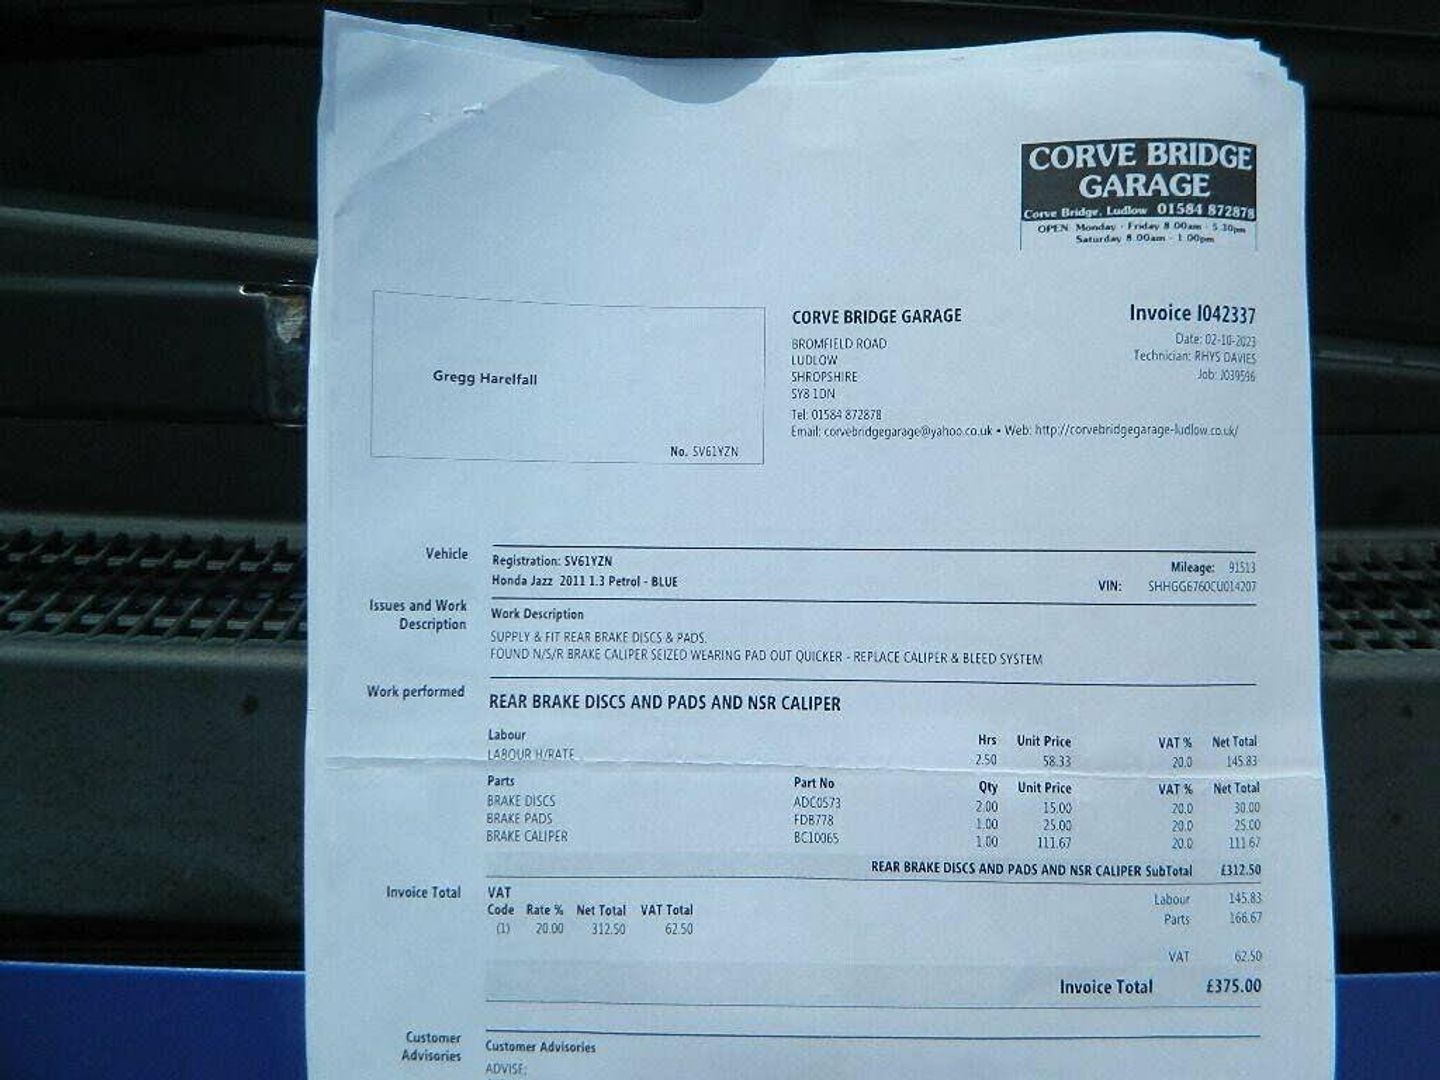 CORVE BRIDGE
GARAGE
Corve Bridge, Ludlow 01584 872878
OPEN Monday - Friday 8.00am - 5.30pm
Saturday 8.00am - 1.00pm
Gregg Harelfall
No. SV61YZN
CORVE BRIDGE GARAGE
BROMFIELD ROAD
LUDLOW
SHROPSHIRE
SY8 1DN
Tel: 01584 872878
Email: corvebridgegarage@yahoo.co.uk • Web: http://corvebridgegarage-ludlow.co.uk/
Invoice I042337
Date: 02-10-2023
Technician: RHYS DAVIES
Job: J039596
Vehicle
Registration: SV61YZN
Honda Jazz 2011 1.3 Petrol - BLUE
Mileage: 91513
VIN: SHHGG6760CU014207
Issues and Work
Description
Work Description
SUPPLY & FIT REAR BRAKE DISCS & PADS.
FOUND N/S/R BRAKE CALIPER SEIZED WEARING PAD OUT QUICKER - REPLACE CALIPER & BLEED SYSTEM
Work performed
REAR BRAKE DISCS AND PADS AND NSR CALIPER
Labour Hrs Unit Price VAT % Net Total
LABOUR H/RATE 2.50 58.33 20.0 145.83
Parts Part No Qty Unit Price VAT % Net Total
BRAKE DISCS ADC0573 2.00 15.00 20.0 30.00
BRAKE PADS FDB778 1.00 25.00 20.0 25.00
BRAKE CALIPER BC10065 1.00 111.67 20.0 111.67
REAR BRAKE DISCS AND PADS AND NSR CALIPER SubTotal £312.50
Invoice Total
VAT
Code Rate % Net Total VAT Total
(1) 20.00 312.50 62.50
Labour 145.83
Parts 166.67
VAT 62.50
Invoice Total £375.00
Customer
Advisories
Customer Advisories
ADVISE: